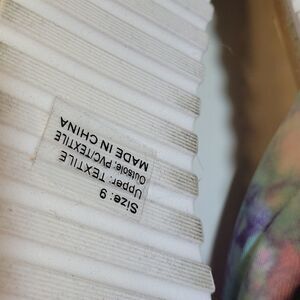 Size: 9
Upper: TEXTILE
Outsole: PVC/TEXTILE
MADE IN CHINA